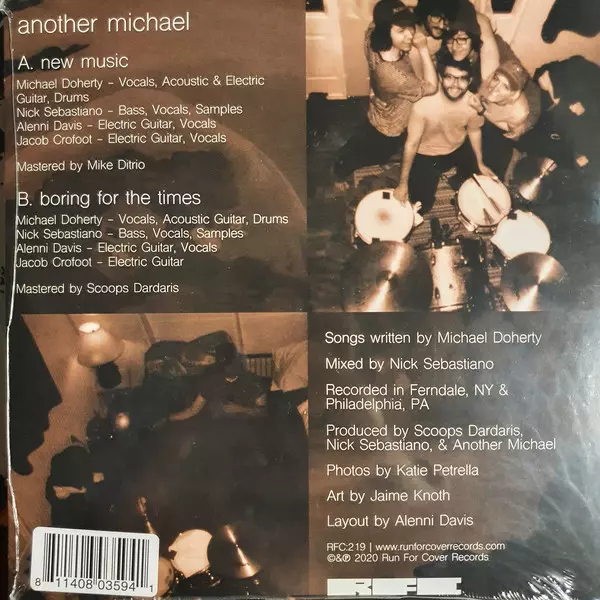 another michael
A. new music
Michael Doherty - Vocals, Acoustic & Electric
Guitar, Drums
Nick Sebastiano - Bass, Vocals, Samples
Alenni Davis - Electric Guitar, Vocals
Jacob Crofoot - Electric Guitar, Vocals
Mastered by Mike Ditrio
B. boring for the times
Michael Doherty - Vocals, Acoustic Guitar, Drums
Nick Sebastiano - Bass, Vocals, Samples
Alenni Davis - Electric Guitar, Vocals
Jacob Crofoot - Electric Guitar
Mastered by Scoops Dardaris
Songs written by Michael Doherty
Mixed by Nick Sebastiano
Recorded in Ferndale, NY &
Philadelphia, PA
Produced by Scoops Dardaris,
Nick Sebastiano, & Another Michael
Photos by Katie Petrella
Art by Jaime Knoth
Layout by Alenni Davis
RFC:219 | www.runforcoverrecords.com
©&℗ 2020 Run For Cover Records
8 11408 03594 1